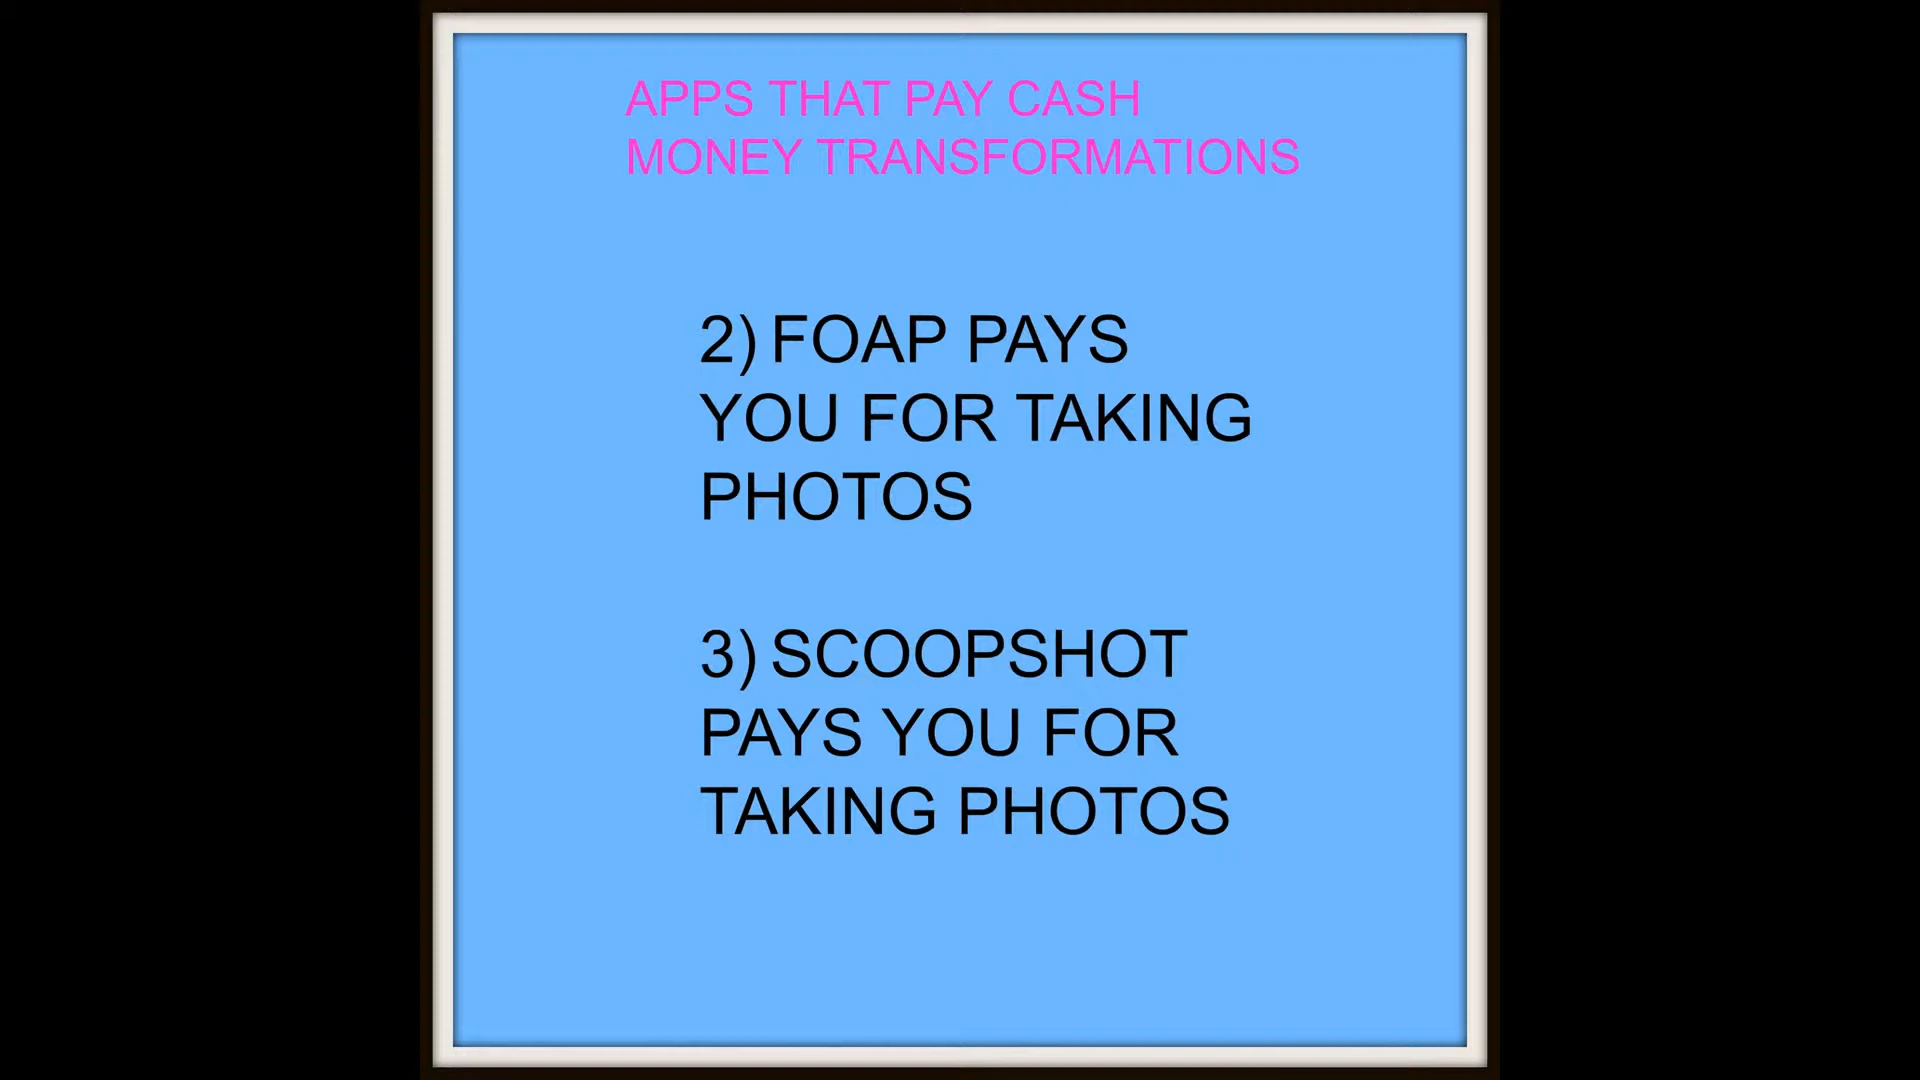 APPS THAT PAY CASH
MONEY TRANSFORMATIONS
2) FOAP PAYS
YOU FOR TAKING
PHOTOS
3) SCOOPSHOT
PAYS YOU FOR
TAKING PHOTOS